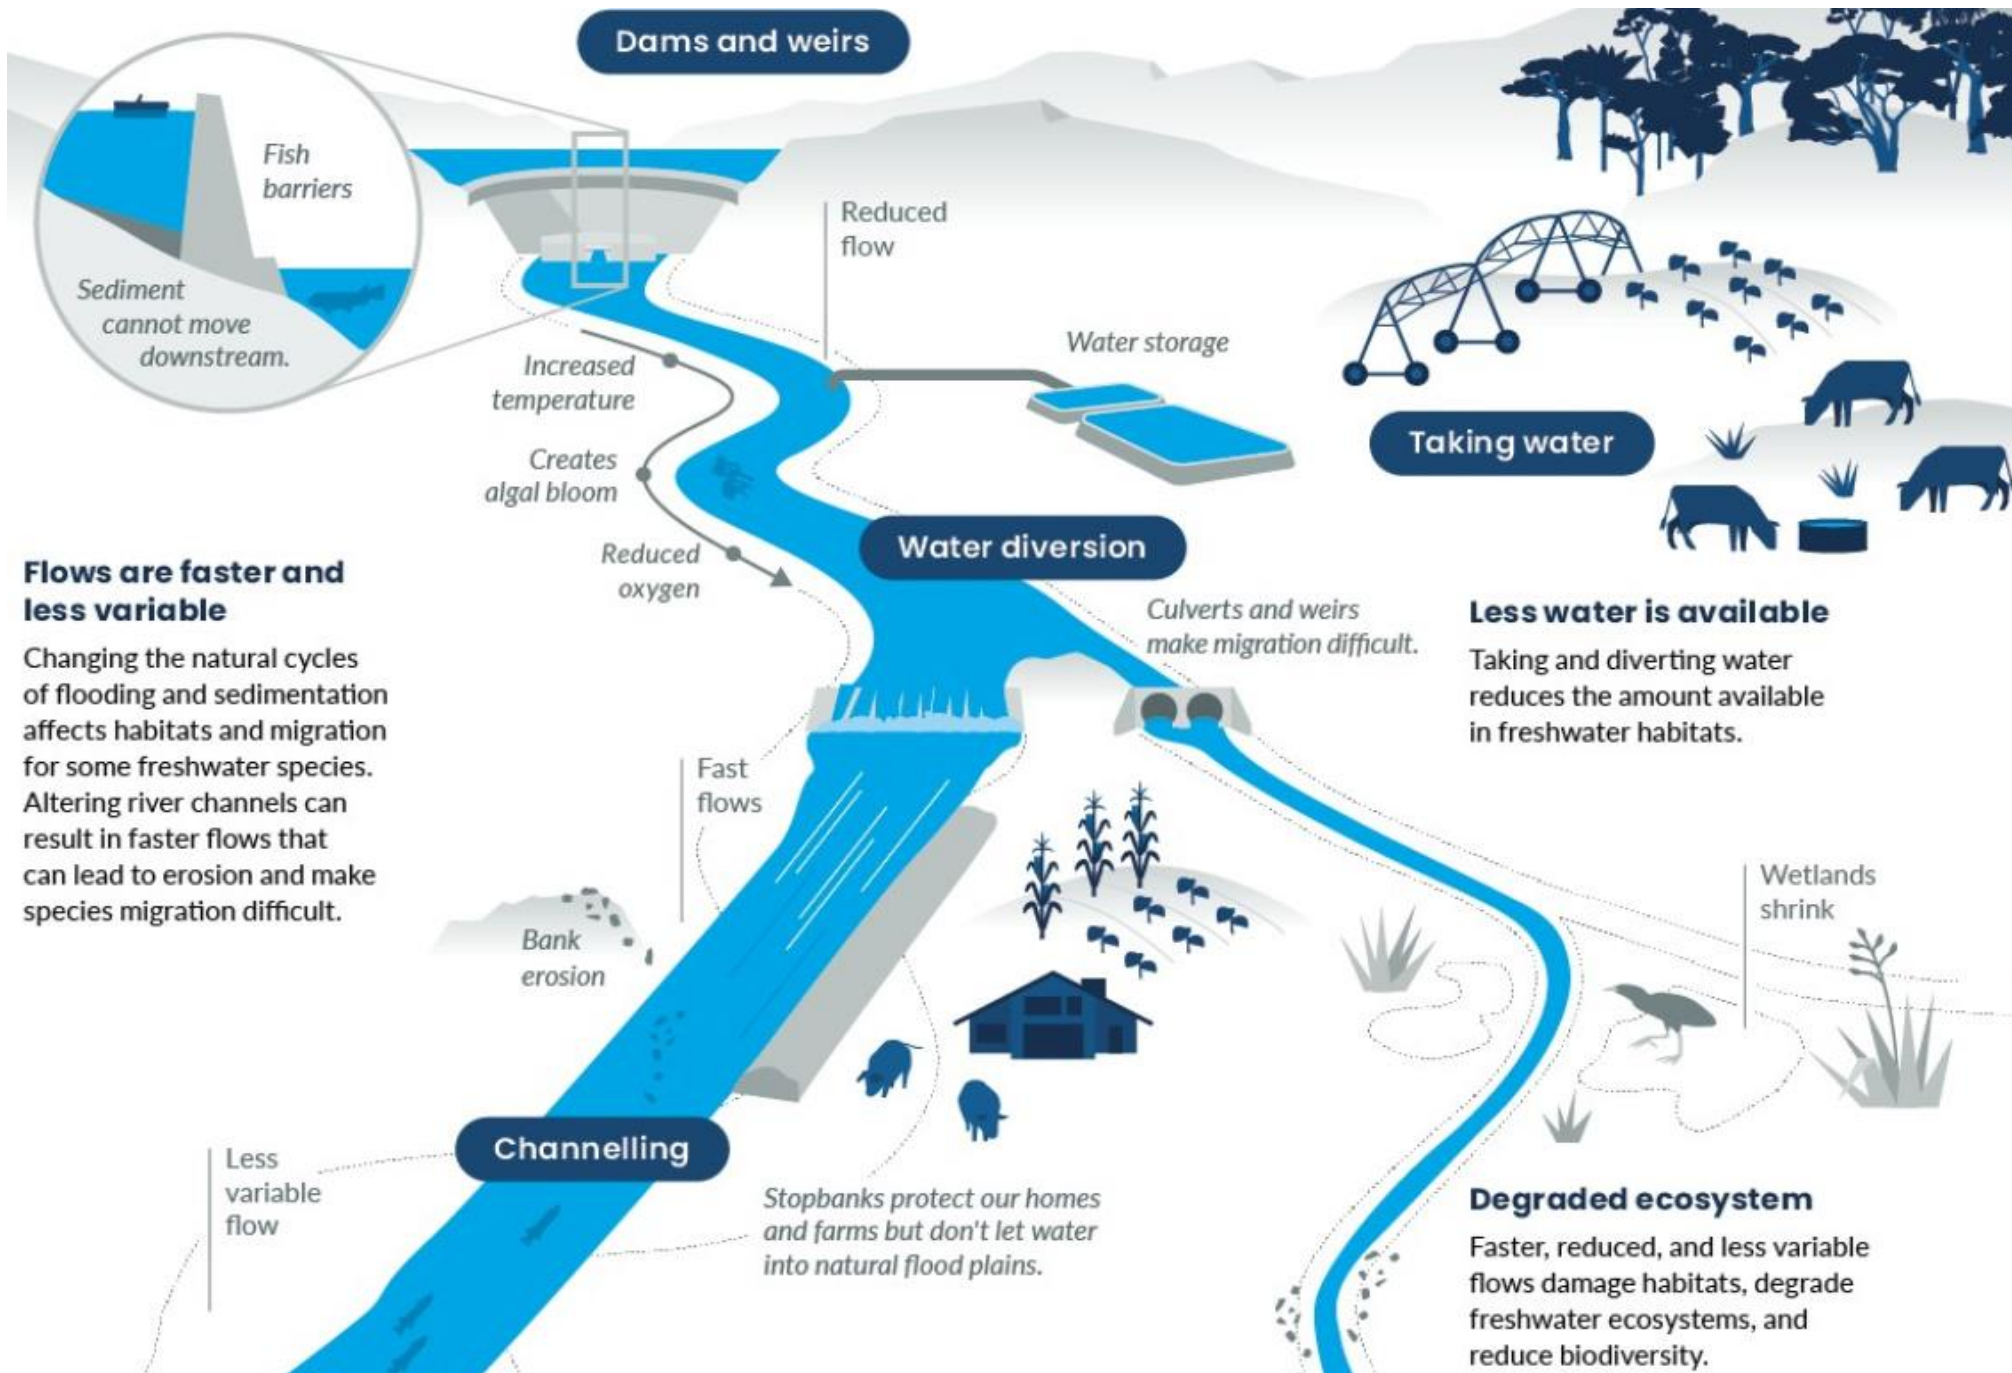 Dams and weirs
Fish
barriers
Sediment
cannot move
downstream.
Reduced
flow
Water storage
Increased
temperature
Creates
algal bloom
Reduced
oxygen
Taking water
Water diversion
Flows are faster and
less variable
Changing the natural cycles
of flooding and sedimentation
affects habitats and migration
for some freshwater species.
Altering river channels can
result in faster flows that
can lead to erosion and make
species migration difficult.
Culverts and weirs
make migration difficult.
Less water is available
Taking and diverting water
reduces the amount available
in freshwater habitats.
Fast
flows
Bank
erosion
Wetlands
shrink
Channelling
Less
variable
flow
Stopbanks protect our homes
and farms but don't let water
into natural flood plains.
Degraded ecosystem
Faster, reduced, and less variable
flows damage habitats, degrade
freshwater ecosystems, and
reduce biodiversity.